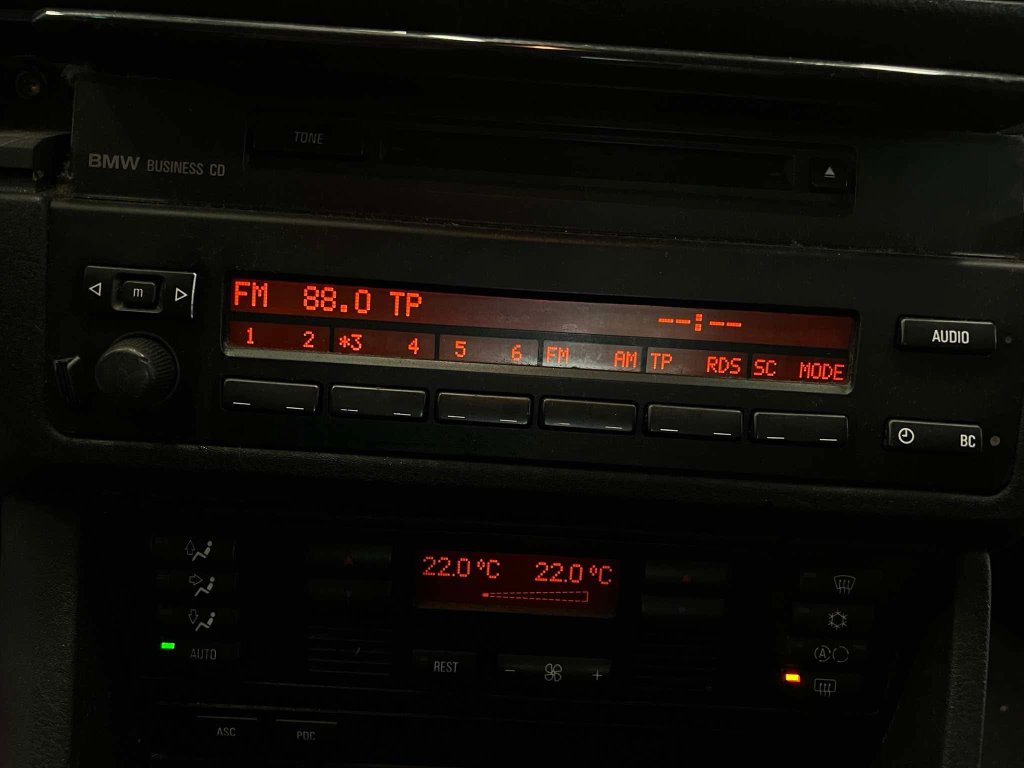 TONE
BMW BUSINESS CD
m
FM 88.0 TP --:--
1 2 *3 4 5 6 FM AM TP RDS SC MODE
AUDIO
BC
22.0 °C 22.0 °C
A
AUTO
REST
- +
ASC PDC